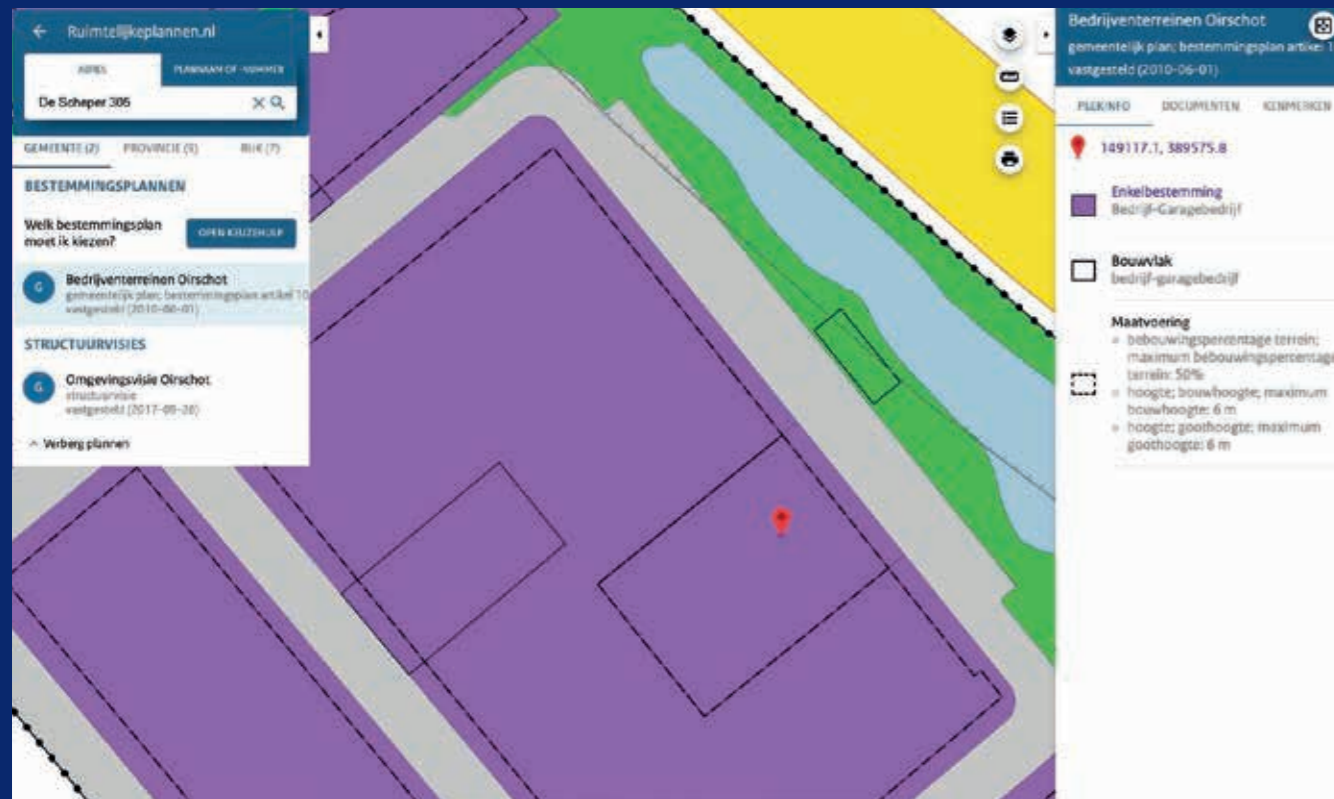 Ruimtelijkeplannen.nl
ADRES
PLANNAAM OF -NUMMER
De Scheper 305
GEMEENTE (2)
PROVINCIE (5)
RIJK (7)
BESTEMMINGSPLANNEN
Welk bestemmingsplan
moet ik kiezen?
OPEN KEUZEHULP
G
Bedrijventerreinen Oirschot
gemeentelijk plan; bestemmingsplan artikel 10
vastgesteld (2010-06-01)
STRUCTUURVISIES
G
Omgevingsvisie Oirschot
structuurvisie
vastgesteld
Verberg plannen
Bedrijventerreinen Oirschot
gemeentelijk plan; bestemmingsplan artikel 1
vastgesteld (2010-06-01)
PLEKINFO
DOCUMENTEN
KENMERKEN
149117.1, 389575.8
Enkelbestemming
Bedrijf-Garagebedrijf
Bouwvlak
bedrijf-garagebedrijf
Maatvoering
bebouwingspercentage terrein;
maximum bebouwingspercentage
terrein: 50%
hoogte; bouwhoogte; maximum
bouwhoogte: 6 m
hoogte; goothoogte; maximum
goothoogte: 6 m